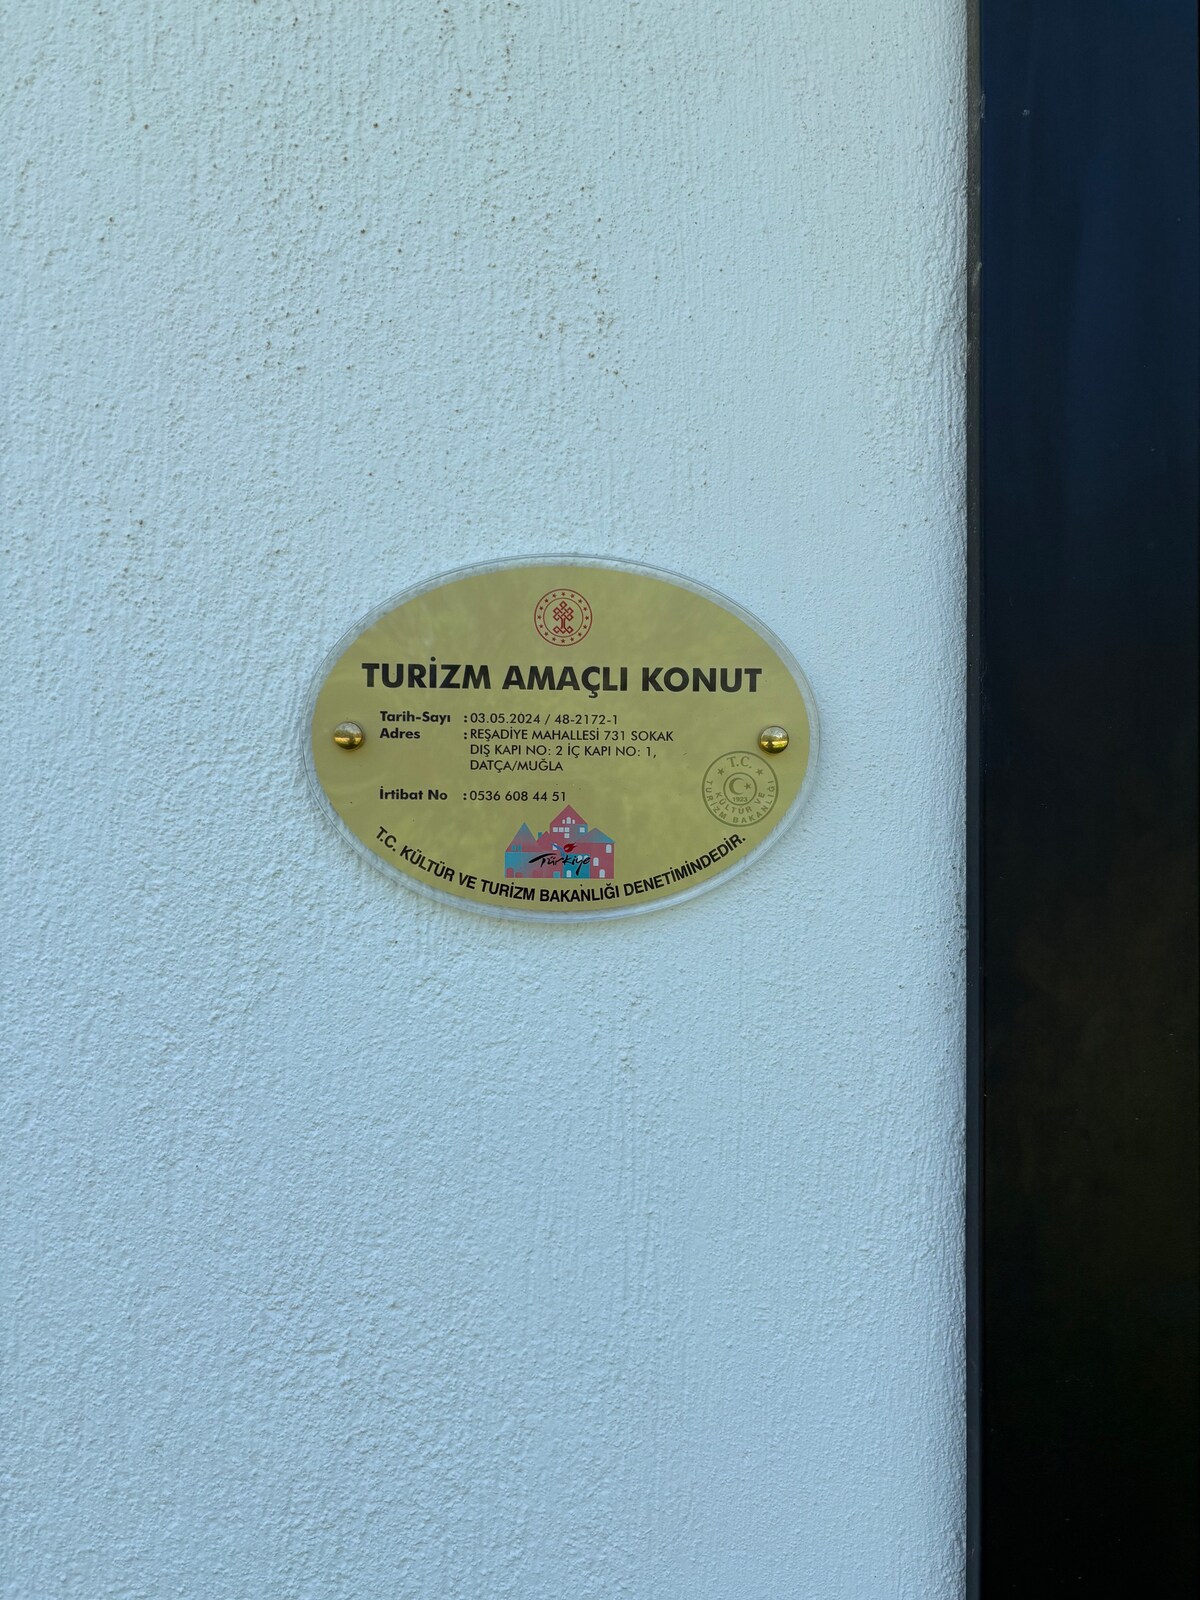 TURİZM AMAÇLI KONUT
Tarih-Sayı : 03.05.2024 / 48-2172-1
Adres : REŞADİYE MAHALLESİ 731 SOKAK
DIŞ KAPI NO: 2 İÇ KAPI NO: 1,
DATÇA/MUĞLA
İrtibat No : 0536 608 44 51
T.C.
KÜLTÜR VE
TURİZM BAKANLIĞI
1923
Türkiye
T.C. KÜLTÜR VE TURİZM BAKANLIĞI DENETİMİNDEDİR.